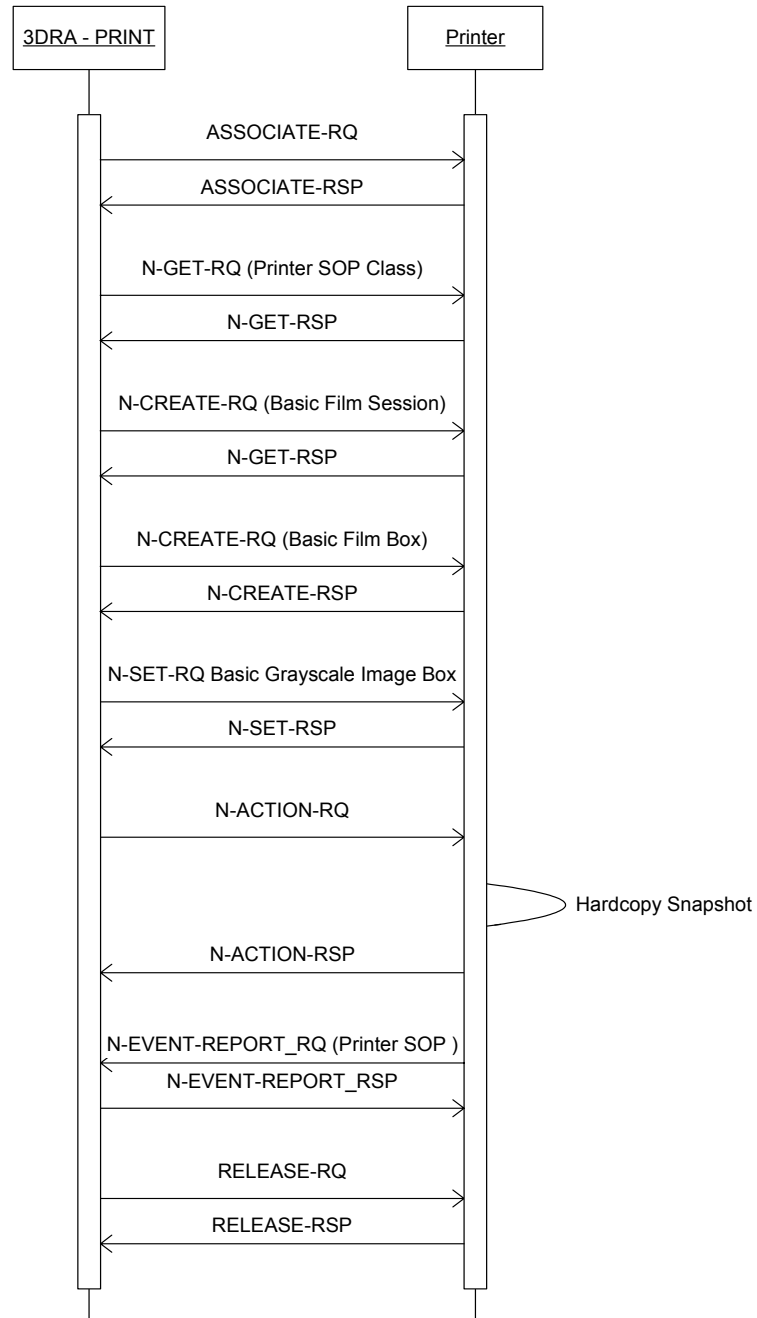 3DRA - PRINT
Printer
ASSOCIATE-RQ
ASSOCIATE-RSP
N-GET-RQ (Printer SOP Class)
N-GET-RSP
N-CREATE-RQ (Basic Film Session)
N-GET-RSP
N-CREATE-RQ (Basic Film Box)
N-CREATE-RSP
N-SET-RQ Basic Grayscale Image Box
N-SET-RSP
N-ACTION-RQ
Hardcopy Snapshot
N-ACTION-RSP
N-EVENT-REPORT_RQ (Printer SOP )
N-EVENT-REPORT_RSP
RELEASE-RQ
RELEASE-RSP